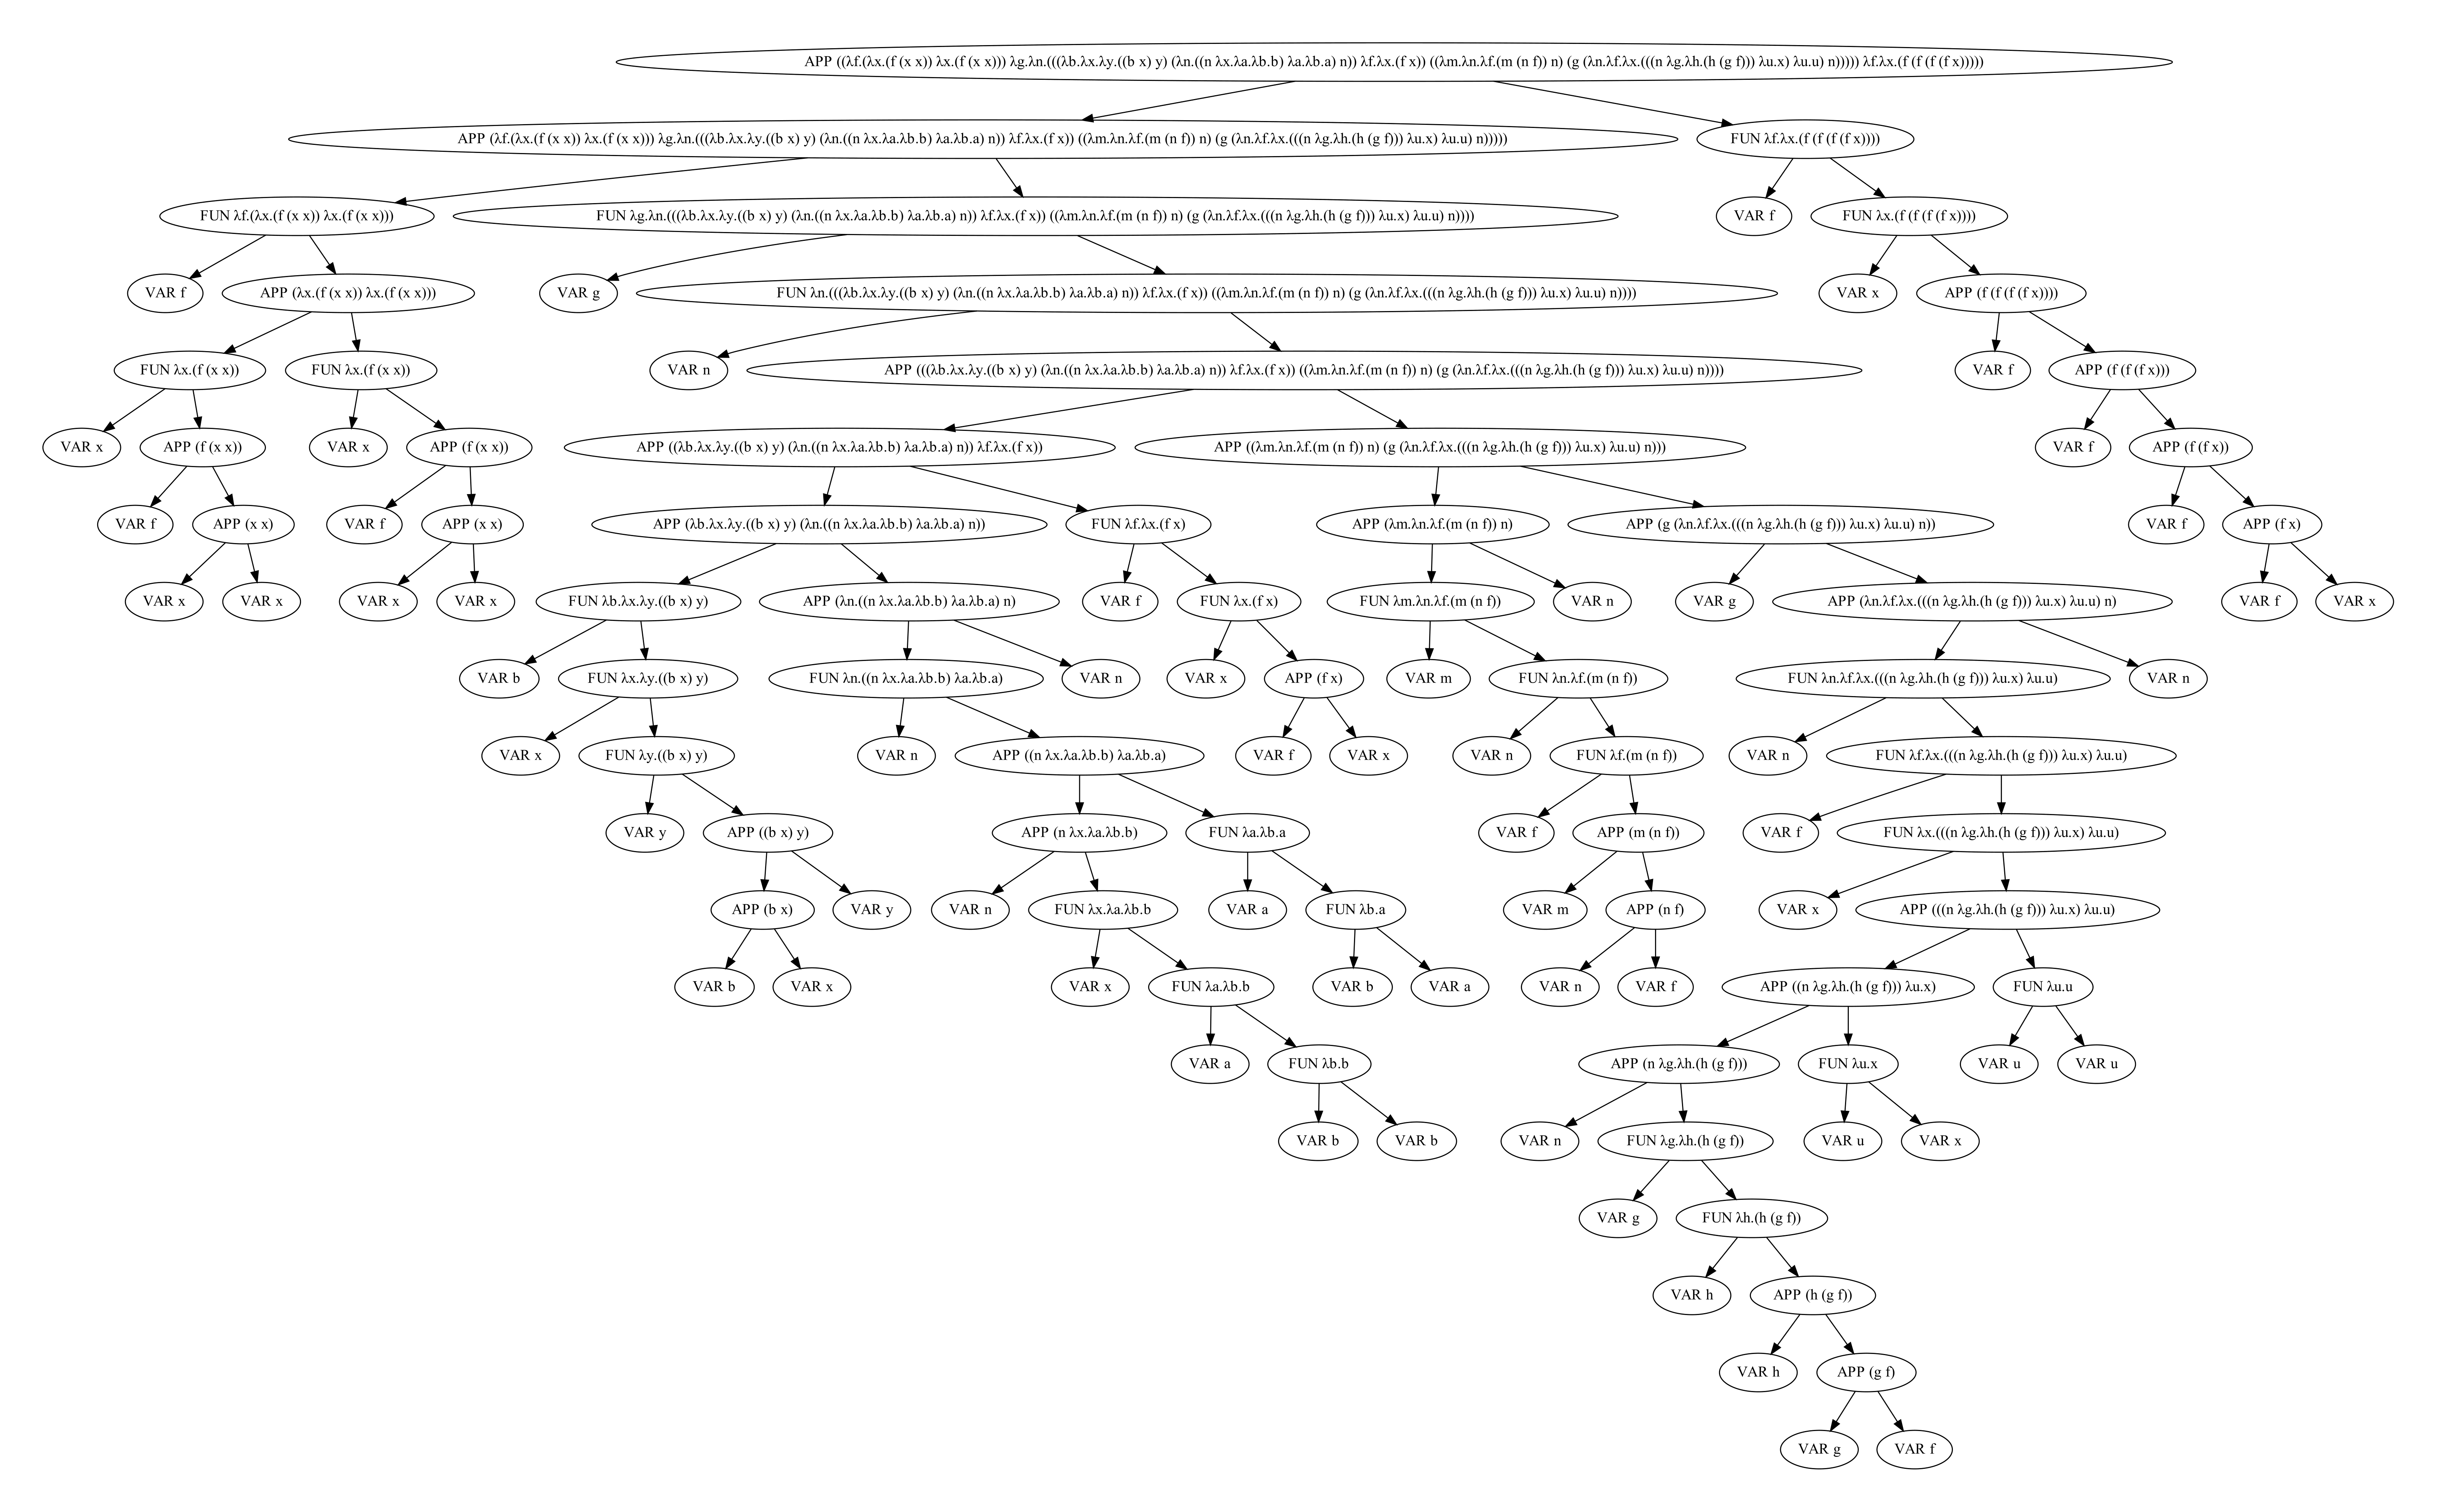 APP ((λf.(λx.(f (x x)) λx.(f (x x))) λg.λn.(((λb.λx.λy.((b x) y) (λn.((n λx.λa.λb.b) λa.λb.a) n)) λf.λx.(f x)) ((λm.λn.λf.(m (n f)) n) (g (λn.λf.λx.(((n λg.λh.(h (g f))) λu.x) λu.u) n))))) λf.λx.(f (f (f (f x)))))
APP (λf.(λx.(f (x x)) λx.(f (x x))) λg.λn.(((λb.λx.λy.((b x) y) (λn.((n λx.λa.λb.b) λa.λb.a) n)) λf.λx.(f x)) ((λm.λn.λf.(m (n f)) n) (g (λn.λf.λx.(((n λg.λh.(h (g f))) λu.x) λu.u) n)))))
FUN λf.λx.(f (f (f (f x))))
FUN λf.(λx.(f (x x)) λx.(f (x x)))
FUN λg.λn.(((λb.λx.λy.((b x) y) (λn.((n λx.λa.λb.b) λa.λb.a) n)) λf.λx.(f x)) ((λm.λn.λf.(m (n f)) n) (g (λn.λf.λx.(((n λg.λh.(h (g f))) λu.x) λu.u) n))))
VAR f
FUN λx.(f (f (f (f x))))
VAR f
APP (λx.(f (x x)) λx.(f (x x)))
VAR g
FUN λn.(((λb.λx.λy.((b x) y) (λn.((n λx.λa.λb.b) λa.λb.a) n)) λf.λx.(f x)) ((λm.λn.λf.(m (n f)) n) (g (λn.λf.λx.(((n λg.λh.(h (g f))) λu.x) λu.u) n))))
VAR x
APP (f (f (f (f x))))
FUN λx.(f (x x))
FUN λx.(f (x x))
VAR n
APP (((λb.λx.λy.((b x) y) (λn.((n λx.λa.λb.b) λa.λb.a) n)) λf.λx.(f x)) ((λm.λn.λf.(m (n f)) n) (g (λn.λf.λx.(((n λg.λh.(h (g f))) λu.x) λu.u) n))))
VAR f
APP (f (f (f x)))
VAR x
APP (f (x x))
VAR x
APP (f (x x))
APP ((λb.λx.λy.((b x) y) (λn.((n λx.λa.λb.b) λa.λb.a) n)) λf.λx.(f x))
APP ((λm.λn.λf.(m (n f)) n) (g (λn.λf.λx.(((n λg.λh.(h (g f))) λu.x) λu.u) n)))
VAR f
APP (f (f x))
VAR f
APP (x x)
VAR f
APP (x x)
APP (λb.λx.λy.((b x) y) (λn.((n λx.λa.λb.b) λa.λb.a) n))
FUN λf.λx.(f x)
APP (λm.λn.λf.(m (n f)) n)
APP (g (λn.λf.λx.(((n λg.λh.(h (g f))) λu.x) λu.u) n))
VAR f
APP (f x)
VAR x
VAR x
VAR x
VAR x
FUN λb.λx.λy.((b x) y)
APP (λn.((n λx.λa.λb.b) λa.λb.a) n)
VAR f
FUN λx.(f x)
FUN λm.λn.λf.(m (n f))
VAR n
VAR g
APP (λn.λf.λx.(((n λg.λh.(h (g f))) λu.x) λu.u) n)
VAR f
VAR x
VAR b
FUN λx.λy.((b x) y)
FUN λn.((n λx.λa.λb.b) λa.λb.a)
VAR n
VAR x
APP (f x)
VAR m
FUN λn.λf.(m (n f))
FUN λn.λf.λx.(((n λg.λh.(h (g f))) λu.x) λu.u)
VAR n
VAR x
FUN λy.((b x) y)
VAR n
APP ((n λx.λa.λb.b) λa.λb.a)
VAR f
VAR x
VAR n
FUN λf.(m (n f))
VAR n
FUN λf.λx.(((n λg.λh.(h (g f))) λu.x) λu.u)
VAR y
APP ((b x) y)
APP (n λx.λa.λb.b)
FUN λa.λb.a
VAR f
APP (m (n f))
VAR f
FUN λx.(((n λg.λh.(h (g f))) λu.x) λu.u)
APP (b x)
VAR y
VAR n
FUN λx.λa.λb.b
VAR a
FUN λb.a
VAR m
APP (n f)
VAR x
APP (((n λg.λh.(h (g f))) λu.x) λu.u)
VAR b
VAR x
VAR x
FUN λa.λb.b
VAR b
VAR a
VAR n
VAR f
APP ((n λg.λh.(h (g f))) λu.x)
FUN λu.u
VAR a
FUN λb.b
APP (n λg.λh.(h (g f)))
FUN λu.x
VAR u
VAR u
VAR b
VAR b
VAR n
FUN λg.λh.(h (g f))
VAR u
VAR x
VAR g
FUN λh.(h (g f))
VAR h
APP (h (g f))
VAR h
APP (g f)
VAR g
VAR f